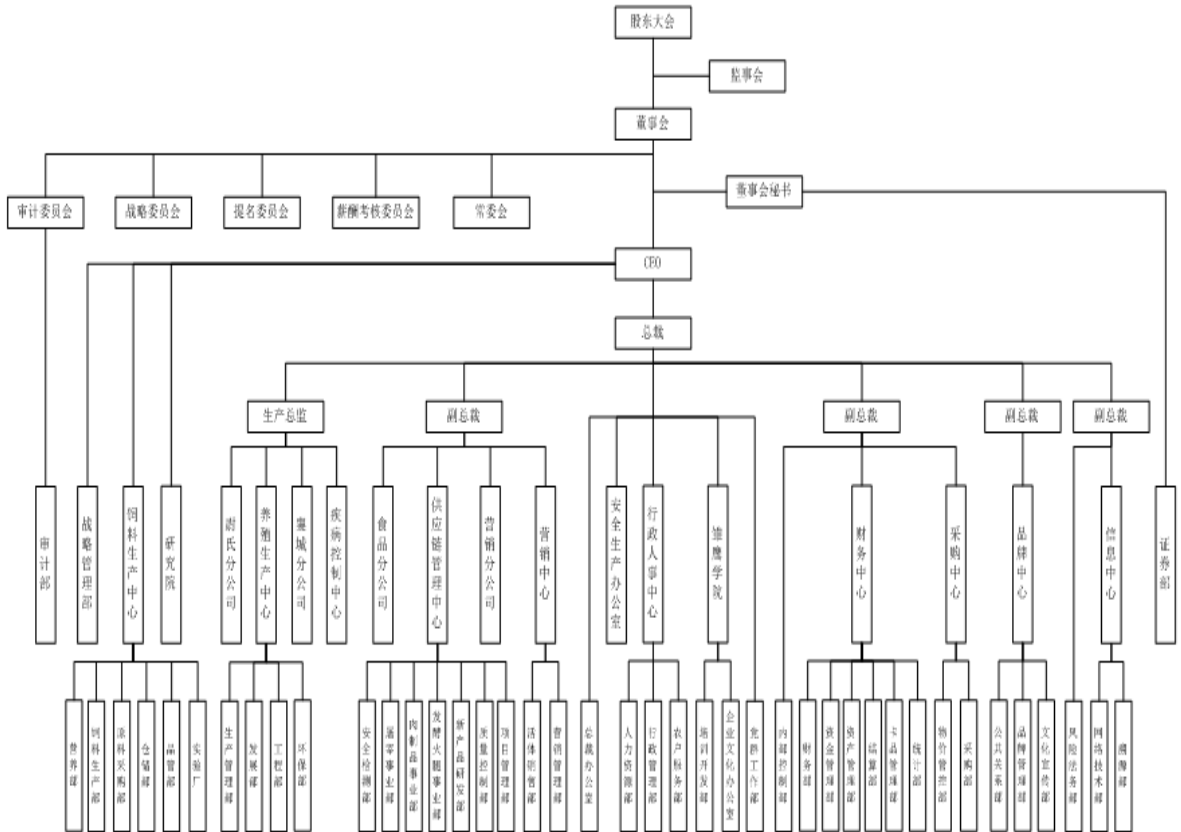 股东大会
监事会
董事会
董事会秘书
审计委员会
战略委员会
提名委员会
薪酬考核委员会
常委会
CEO
总裁
生产总监
副总裁
副总裁
副总裁
副总裁
审计部
战略管理部
饲料生产中心
研究院
尉氏分公司
养殖生产中心
襄城分公司
疾病控制中心
食品分公司
供应链管理中心
营销分公司
营销中心
安全生产办公室
行政人事中心
雏鹰学院
财务中心
采购中心
品牌中心
信息中心
证券部
营养部
饲料生产部
原料采购部
仓储部
品管部
实验厂
生产管理部
发展部
工程部
环保部
安全检测部
屠宰事业部
肉制品事业部
发酵火腿事业部
新产品研发部
质量控制部
项目管理部
活体销售部
营销管理部
总裁办公室
人力资源部
行政管理部
农户服务部
培训开发部
企业文化办公室
党群工作部
内部控制部
财务部
资金管理部
资产管理部
结算部
卡品管理部
统计部
物价管控部
采购部
公共关系部
品牌管理部
文化宣传部
风险法务部
网络技术部
溯源部